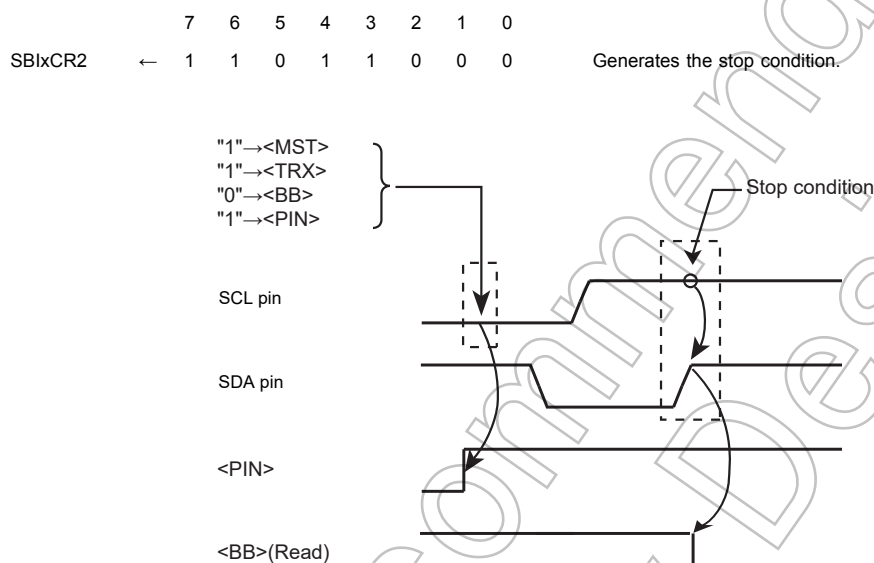 7 6 5 4 3 2 1 0
SBIxCR2 ← 1 1 0 1 1 0 0 0 Generates the stop condition.
"1"→<MST>
"1"→<TRX>
"0"→<BB>
"1"→<PIN>
Stop condition
SCL pin
SDA pin
<PIN>
<BB>(Read)